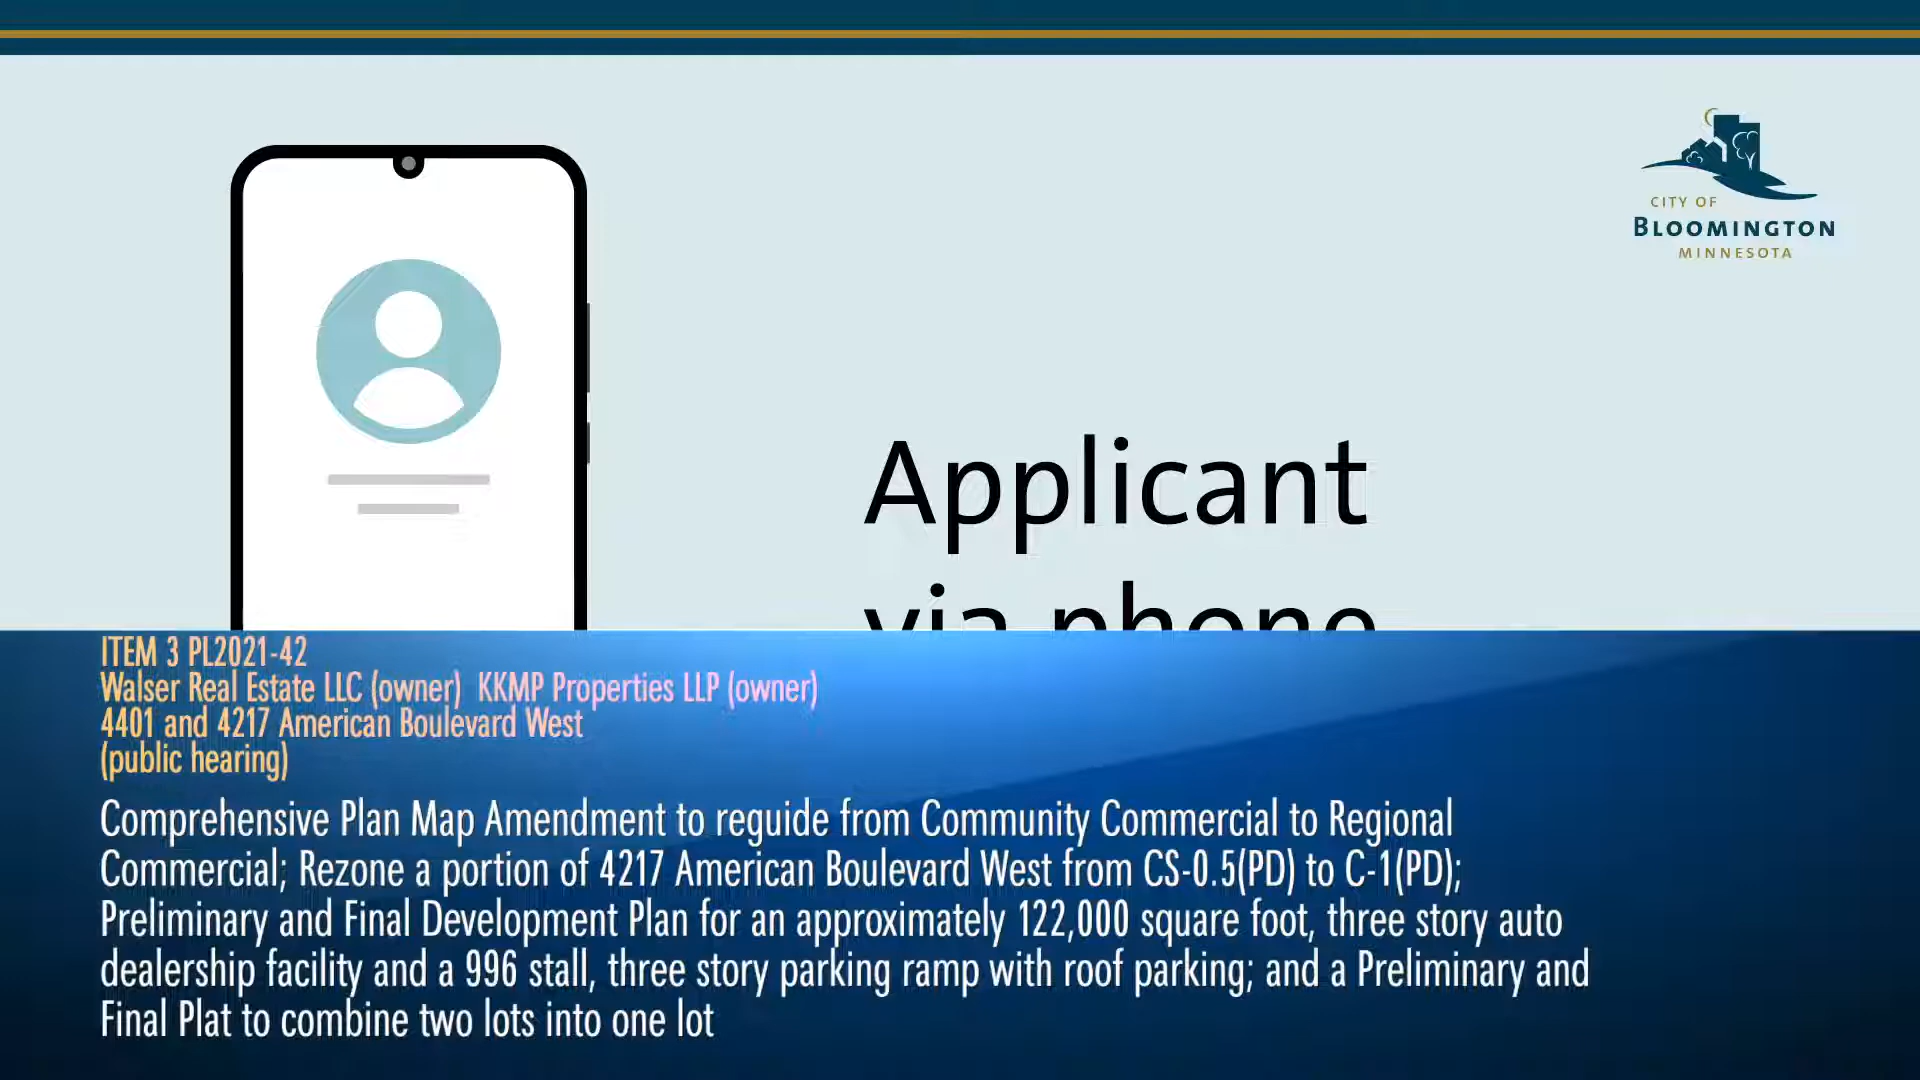 CITY OF
BLOOMINGTON
MINNESOTA
Applicant
via phone
ITEM 3 PL2021-42
Walser Real Estate LLC (owner)  KKMP Properties LLP (owner)
4401 and 4217 American Boulevard West
(public hearing)
Comprehensive Plan Map Amendment to reguide from Community Commercial to Regional
Commercial; Rezone a portion of 4217 American Boulevard West from CS-0.5(PD) to C-1(PD);
Preliminary and Final Development Plan for an approximately 122,000 square foot, three story auto
dealership facility and a 996 stall, three story parking ramp with roof parking; and a Preliminary and
Final Plat to combine two lots into one lot